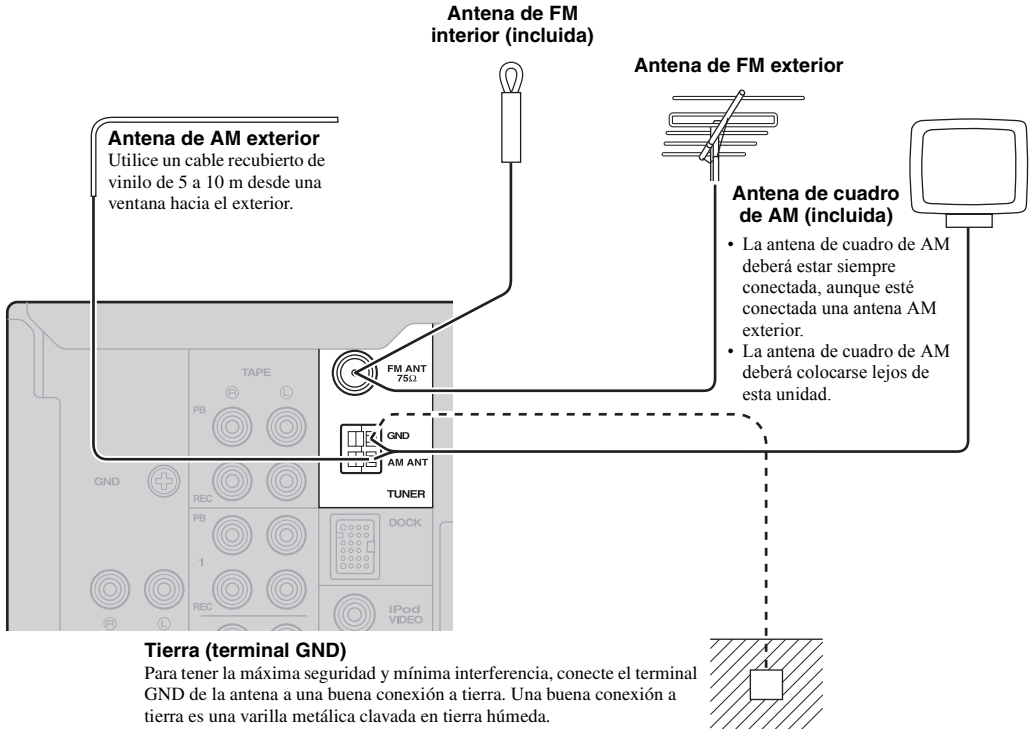 Antena de FM
interior (incluida)
Antena de FM exterior
Antena de AM exterior
Utilice un cable recubierto de
vinilo de 5 a 10 m desde una
ventana hacia el exterior.
Antena de cuadro
de AM (incluida)
• La antena de cuadro de AM
deberá estar siempre
conectada, aunque esté
conectada una antena AM
exterior.
• La antena de cuadro de AM
deberá colocarse lejos de
esta unidad.
TAPE
R
L
PB
REC
GND
PB
1
REC
R
L
FM ANT
75Ω
GND
AM ANT
TUNER
DOCK
iPod
VIDEO
Tierra (terminal GND)
Para tener la máxima seguridad y mínima interferencia, conecte el terminal
GND de la antena a una buena conexión a tierra. Una buena conexión a
tierra es una varilla metálica clavada en tierra húmeda.